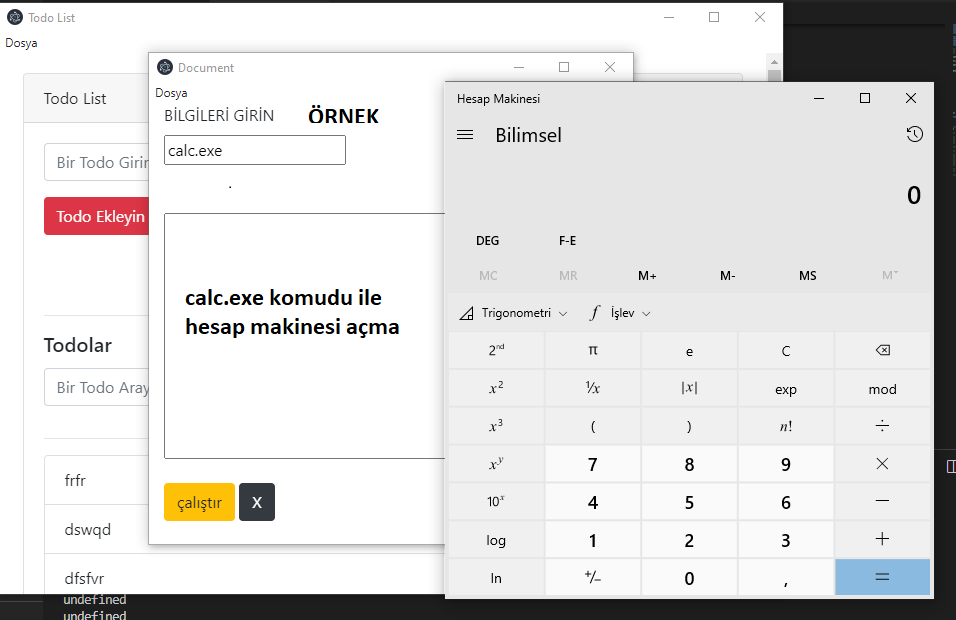 Todo List
Dosya
Todo List
Bir Todo Girin
Todo Ekleyin
Todolar
Bir Todo Aray
frfr
dswqd
dfsfvr
undefined
undefined
Document
Dosya
BİLGİLERİ GİRİN
ÖRNEK
calc.exe
.
calc.exe komudu ile
hesap makinesi açma
çalıştır X
Hesap Makinesi
Bilimsel
0
DEG F-E
MC MR M+ M- MS M˅
Trigonometri f İşlev
2nd π e C
x² ¹⁄x |x| exp mod
x³ ( ) n! ÷
xʸ 7 8 9 ×
10ˣ 4 5 6 −
log 1 2 3 +
ln +/− 0 , =